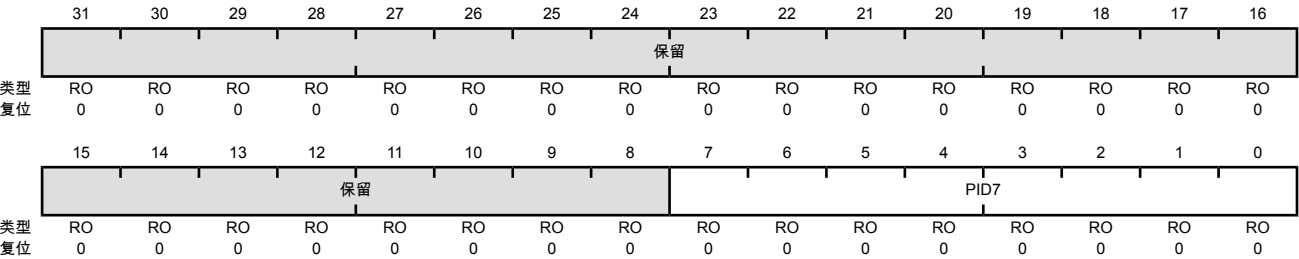 31 30 29 28 27 26 25 24 23 22 21 20 19 18 17 16
保留
类型 RO RO RO RO RO RO RO RO RO RO RO RO RO RO RO RO
复位 0 0 0 0 0 0 0 0 0 0 0 0 0 0 0 0
15 14 13 12 11 10 9 8 7 6 5 4 3 2 1 0
保留 PID7
类型 RO RO RO RO RO RO RO RO RO RO RO RO RO RO RO RO
复位 0 0 0 0 0 0 0 0 0 0 0 0 0 0 0 0